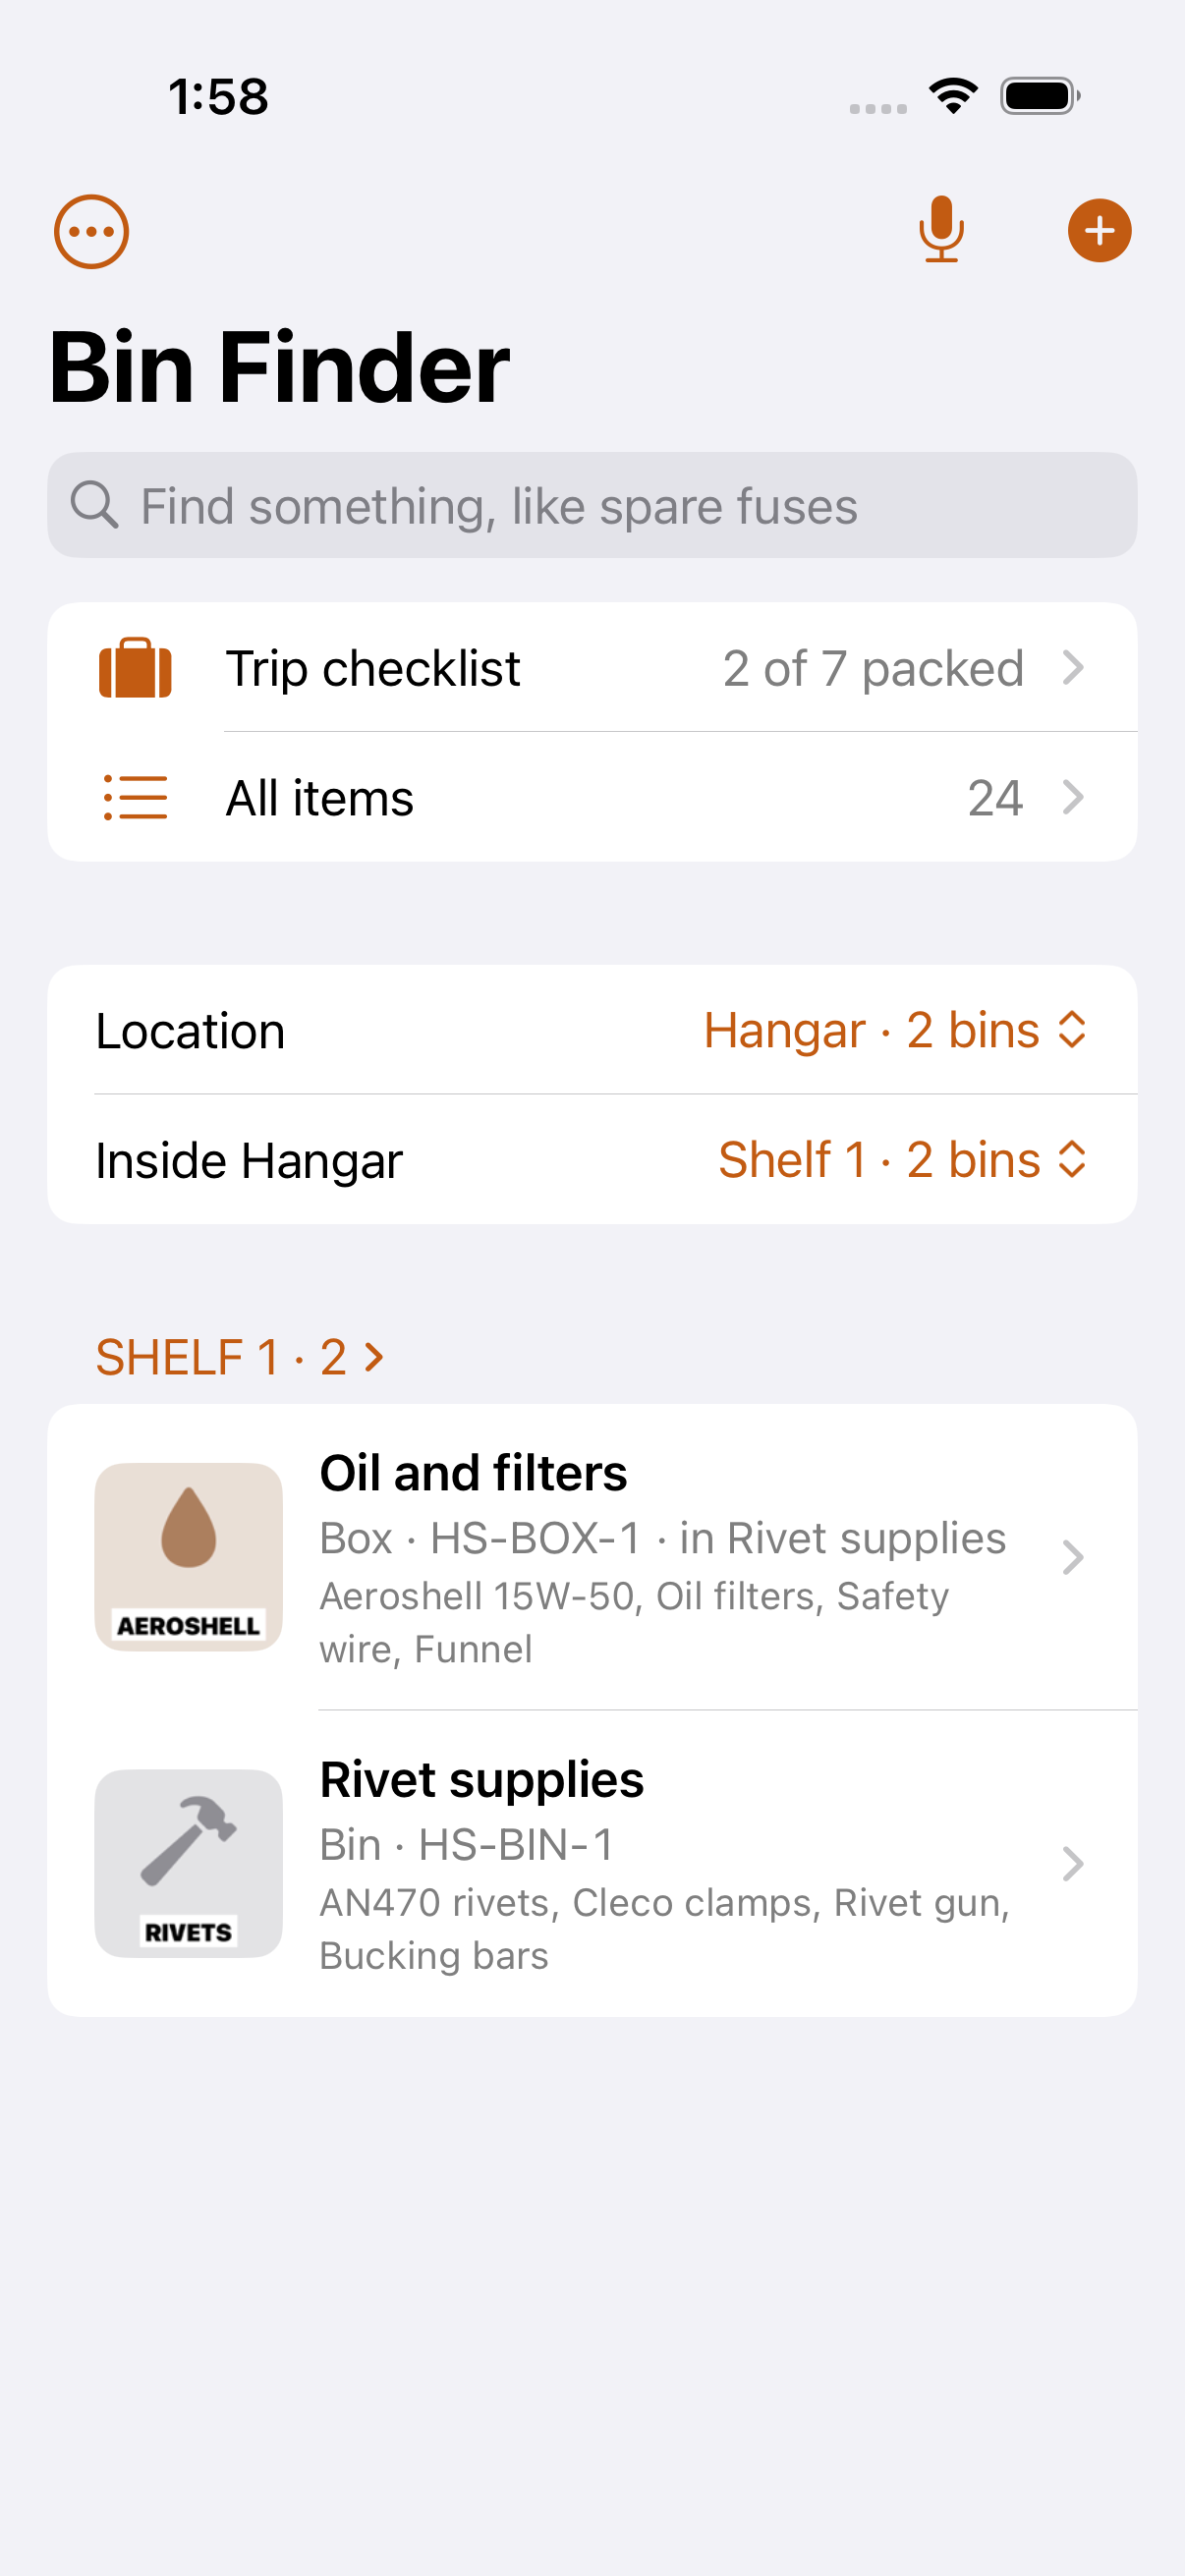 1:58
Bin Finder
Find something, like spare fuses
Trip checklist 2 of 7 packed
All items 24
Location Hangar · 2 bins
Inside Hangar Shelf 1 · 2 bins
SHELF 1 · 2
Oil and filters
Box · HS-BOX-1 · in Rivet supplies
Aeroshell 15W-50, Oil filters, Safety
wire, Funnel
AEROSHELL
Rivet supplies
Bin · HS-BIN-1
AN470 rivets, Cleco clamps, Rivet gun,
Bucking bars
RIVETS